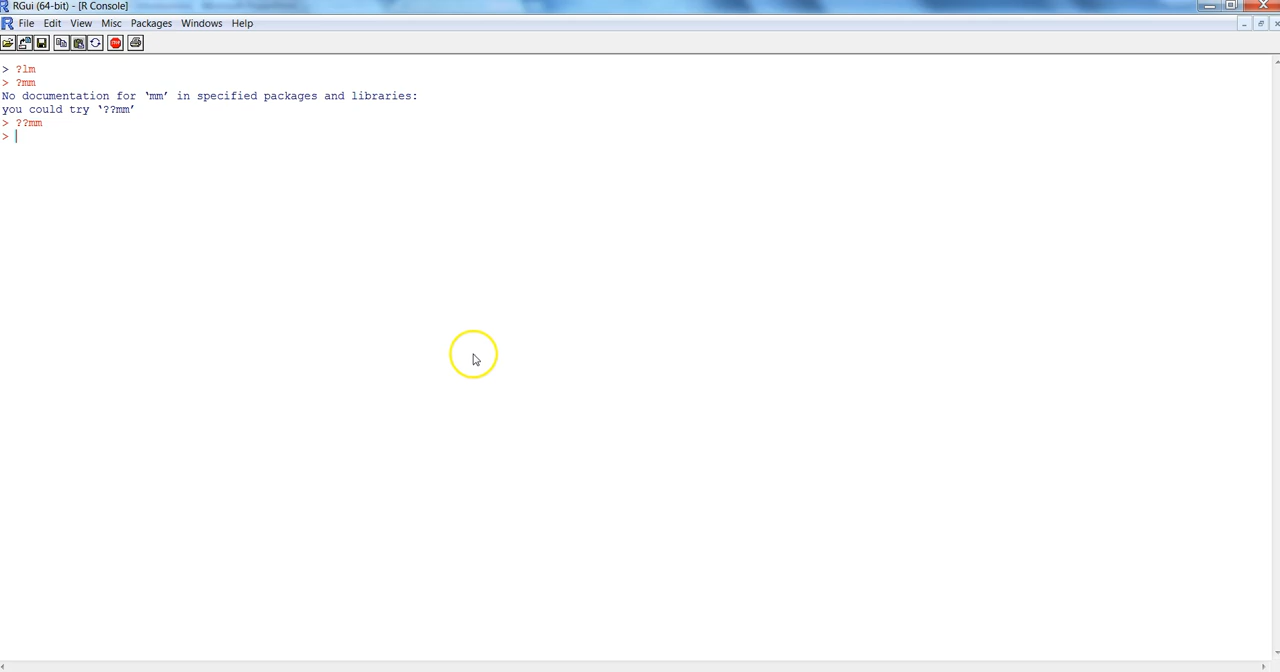 RGui (64-bit) - [R Console]
File Edit View Misc Packages Windows Help
> ?lm
> ?mm
No documentation for ‘mm’ in specified packages and libraries:
you could try ‘??mm’
> ??mm
>